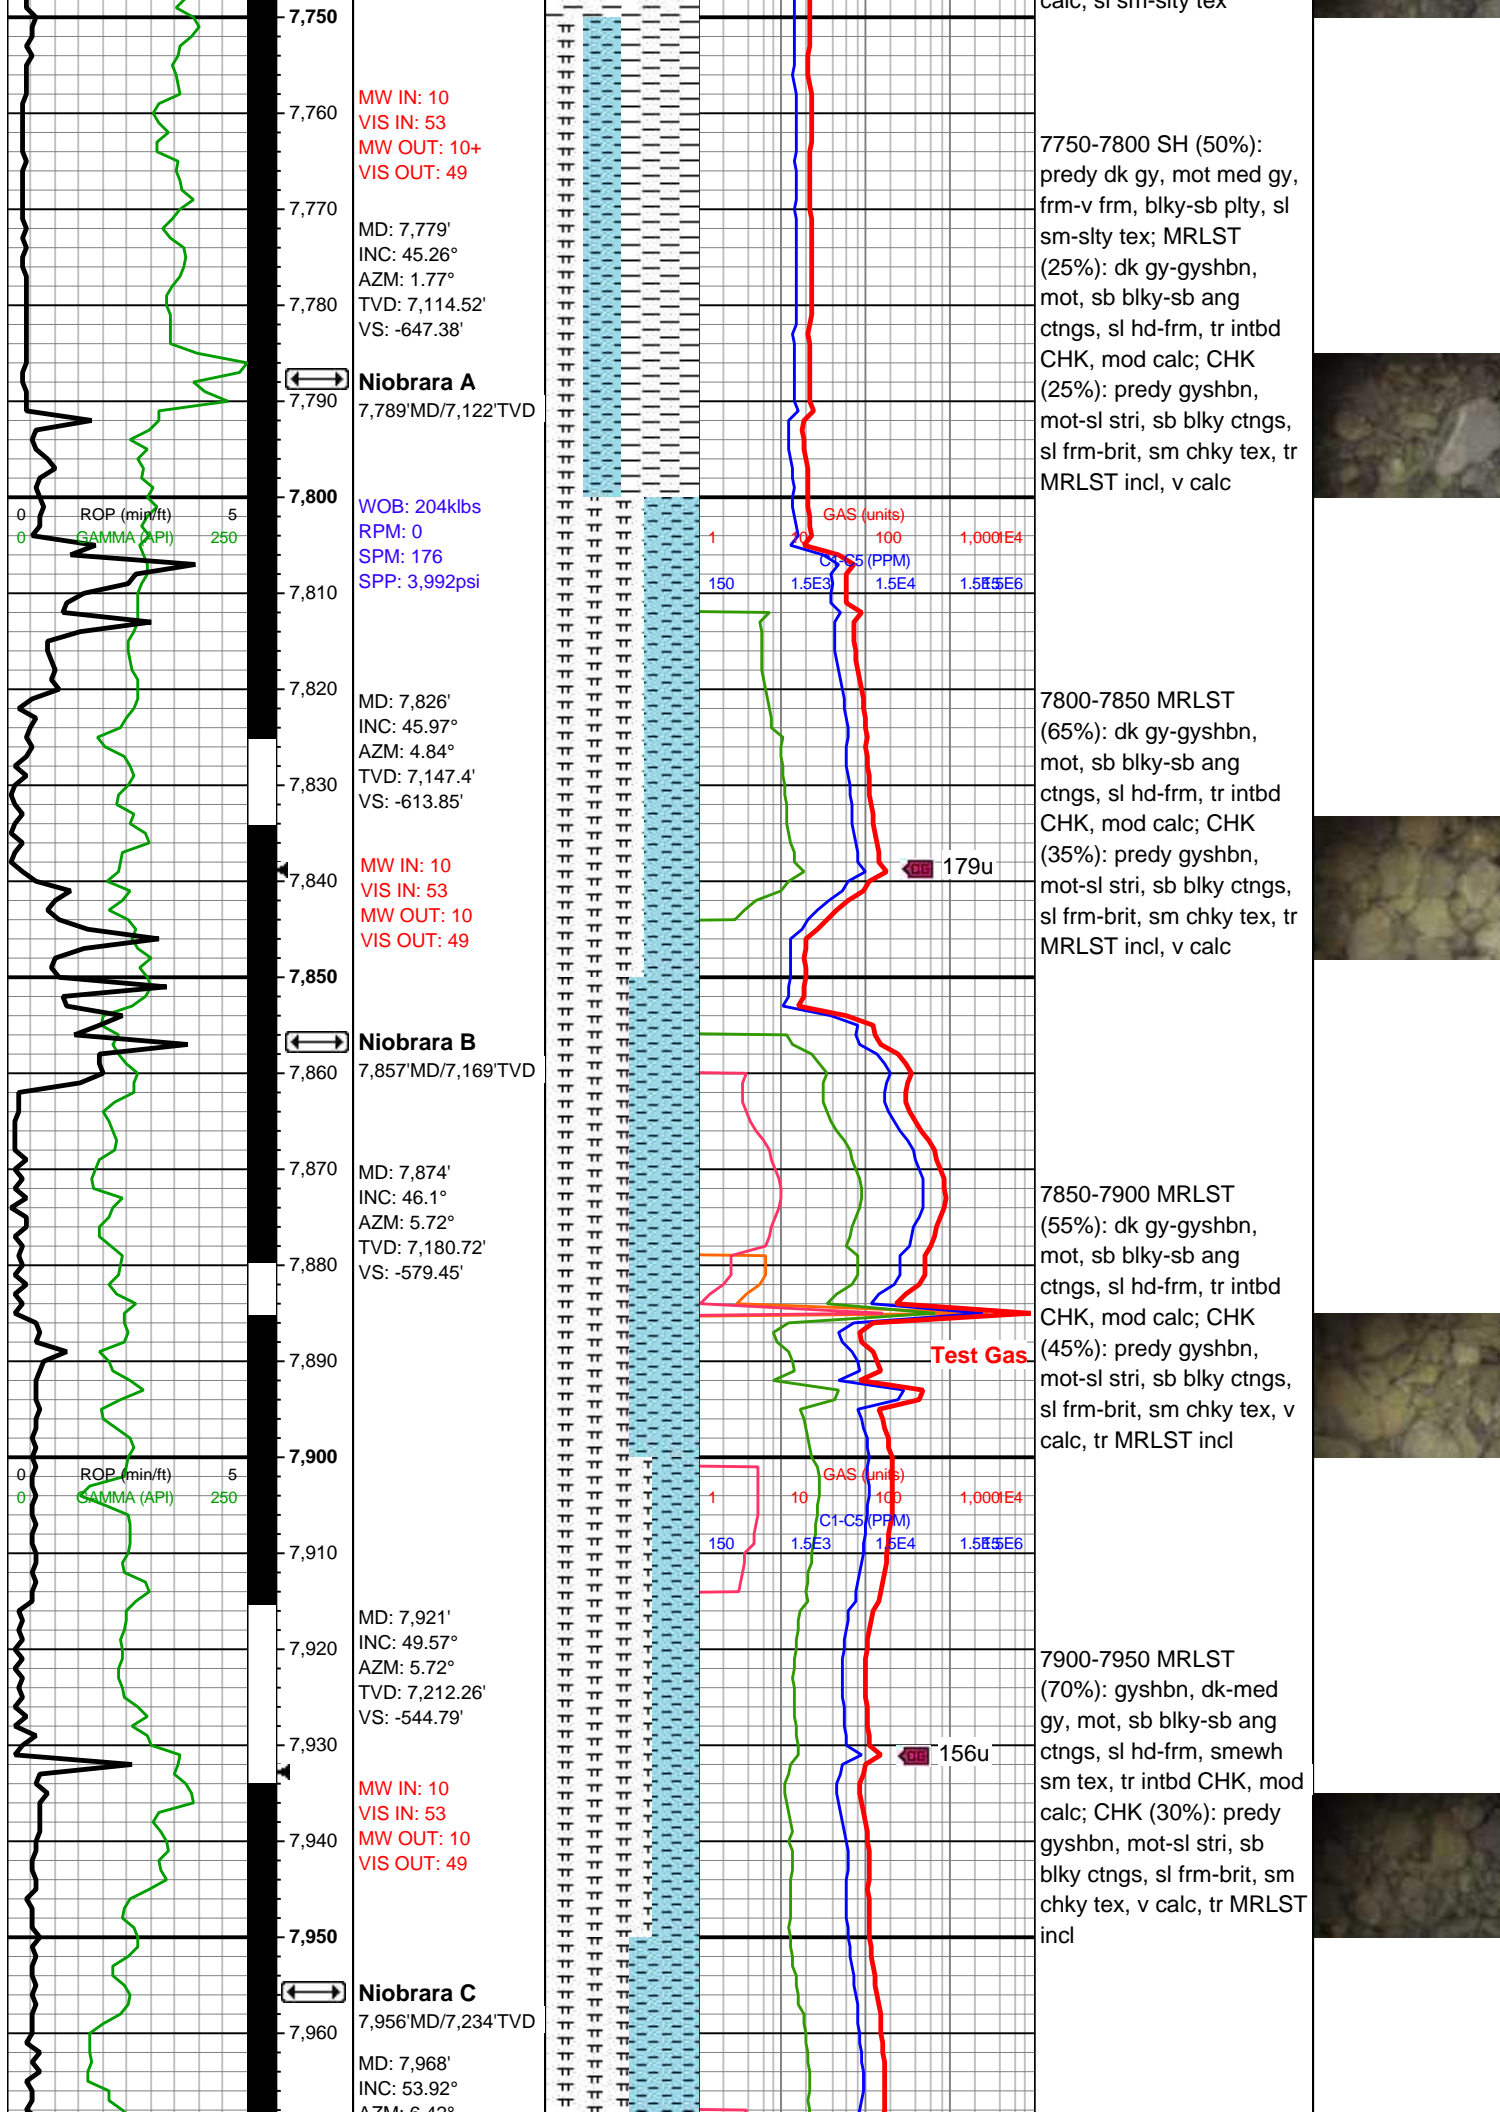 calc, sl sm-slty tex
7,750
7,760
7,770
7,780
7,790
7,800
7,810
7,820
7,830
7,840
7,850
7,860
7,870
7,880
7,890
7,900
7,910
7,920
7,930
7,940
7,950
7,960
MW IN: 10
VIS IN: 53
MW OUT: 10+
VIS OUT: 49
MD: 7,779'
INC: 45.26°
AZM: 1.77°
TVD: 7,114.52'
VS: -647.38'
Niobrara A
7,789'MD/7,122'TVD
WOB: 204klbs
RPM: 0
SPM: 176
SPP: 3,992psi
0 ROP (min/ft) 5
0 GAMMA (API) 250
GAS (units)
1 10 100 1,000 1E4
C1-C5 (PPM)
150 1.5E3 1.5E4 1.5E5 1.5E6
MD: 7,826'
INC: 45.97°
AZM: 4.84°
TVD: 7,147.4'
VS: -613.85'
MW IN: 10
VIS IN: 53
MW OUT: 10
VIS OUT: 49
Niobrara B
7,857'MD/7,169'TVD
MD: 7,874'
INC: 46.1°
AZM: 5.72°
TVD: 7,180.72'
VS: -579.45'
0 ROP (min/ft) 5
0 GAMMA (API) 250
GAS (units)
1 10 100 1,000 1E4
C1-C5 (PPM)
150 1.5E3 1.5E4 1.5E5 1.5E6
MD: 7,921'
INC: 49.57°
AZM: 5.72°
TVD: 7,212.26'
VS: -544.79'
MW IN: 10
VIS IN: 53
MW OUT: 10
VIS OUT: 49
Niobrara C
7,956'MD/7,234'TVD
MD: 7,968'
INC: 53.92°
AZM: 6.42°
CG 179u
Test Gas
CG 156u
7750-7800 SH (50%):
predy dk gy, mot med gy,
frm-v frm, blky-sb plty, sl
sm-slty tex; MRLST
(25%): dk gy-gyshbn,
mot, sb blky-sb ang
ctngs, sl hd-frm, tr intbd
CHK, mod calc; CHK
(25%): predy gyshbn,
mot-sl stri, sb blky ctngs,
sl frm-brit, sm chky tex, tr
MRLST incl, v calc
7800-7850 MRLST
(65%): dk gy-gyshbn,
mot, sb blky-sb ang
ctngs, sl hd-frm, tr intbd
CHK, mod calc; CHK
(35%): predy gyshbn,
mot-sl stri, sb blky ctngs,
sl frm-brit, sm chky tex, tr
MRLST incl, v calc
7850-7900 MRLST
(55%): dk gy-gyshbn,
mot, sb blky-sb ang
ctngs, sl hd-frm, tr intbd
CHK, mod calc; CHK
(45%): predy gyshbn,
mot-sl stri, sb blky ctngs,
sl frm-brit, sm chky tex, v
calc, tr MRLST incl
7900-7950 MRLST
(70%): gyshbn, dk-med
gy, mot, sb blky-sb ang
ctngs, sl hd-frm, smewh
sm tex, tr intbd CHK, mod
calc; CHK (30%): predy
gyshbn, mot-sl stri, sb
blky ctngs, sl frm-brit, sm
chky tex, v calc, tr MRLST
incl